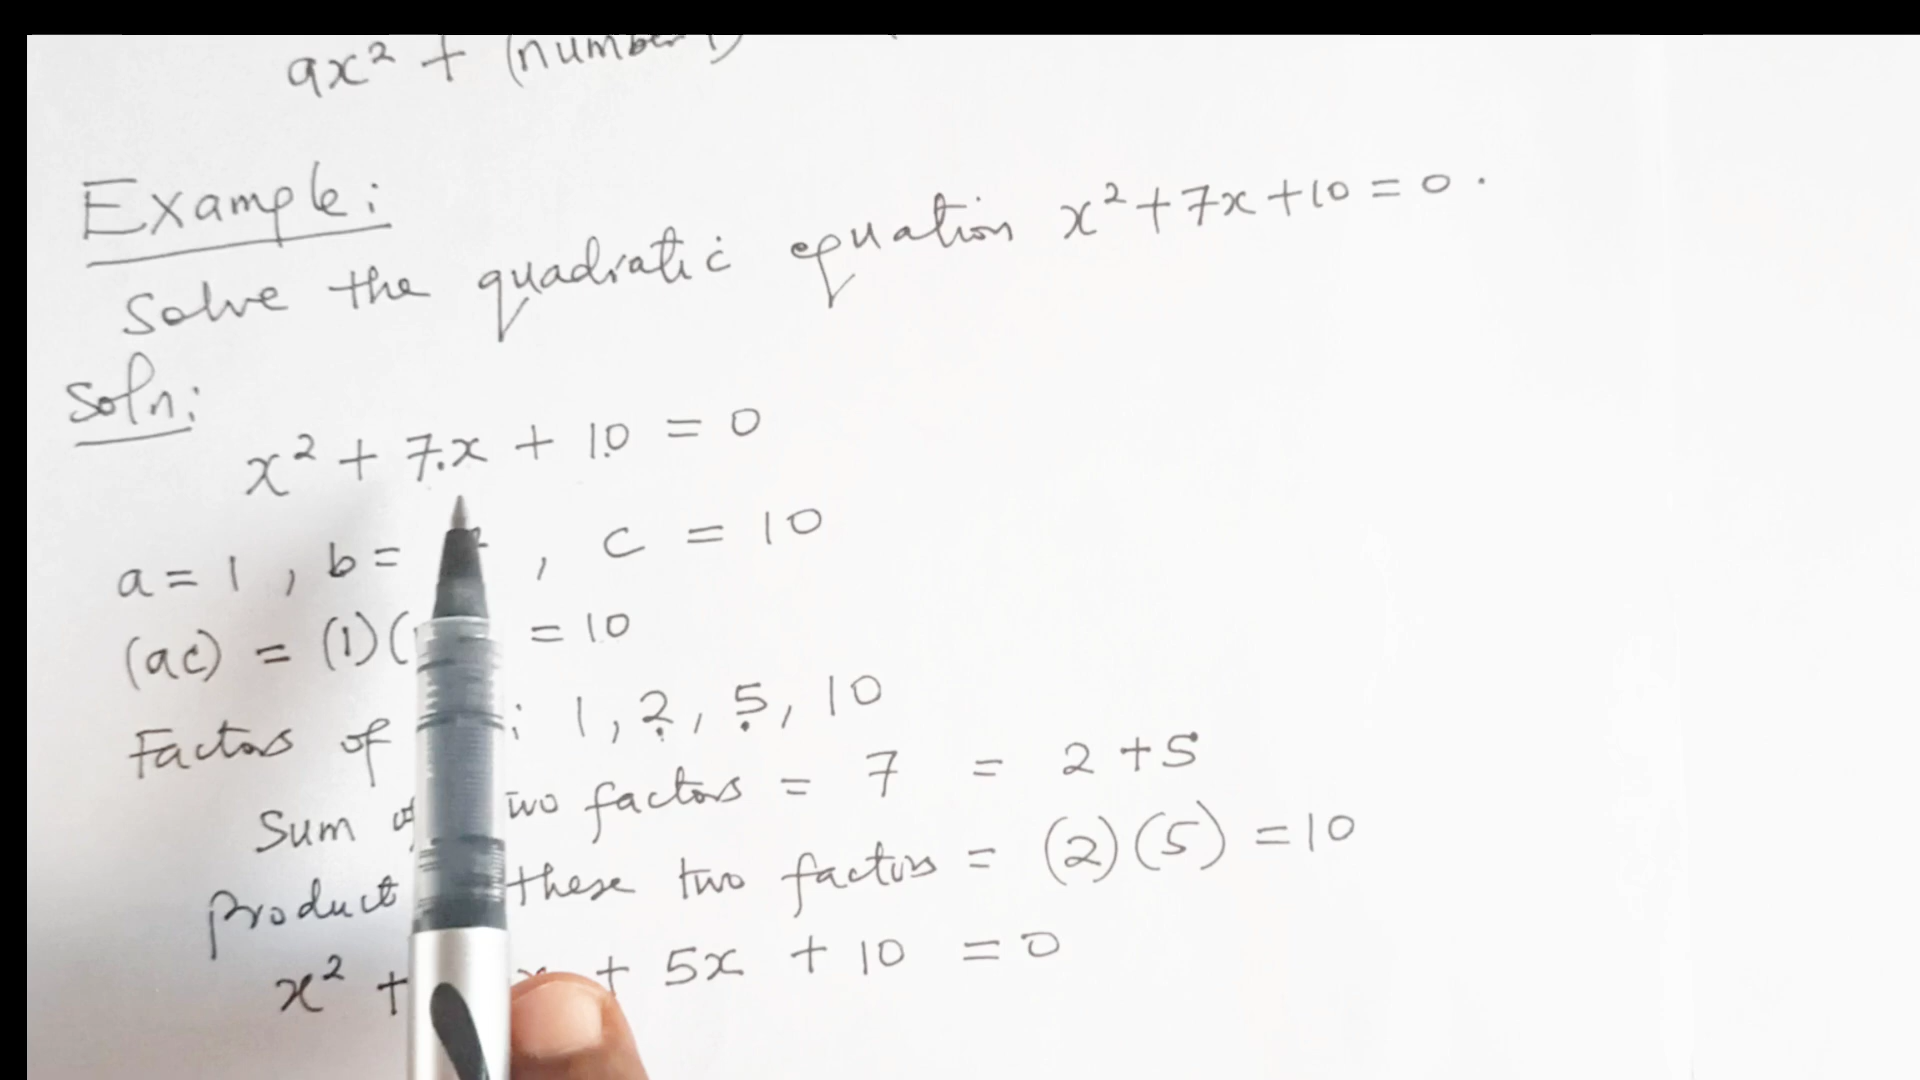 ax² + (number 1)
Example:
Solve the quadratic equation x² + 7x + 10 = 0.
Soln:
x² + 7x + 10 = 0
a = 1, b = , c = 10
(ac) = (1)( = 10
Factors of : 1, 2, 5, 10
Sum two factors = 7 = 2 + 5
Product these two factors = (2)(5) = 10
x² + + 5x + 10 = 0